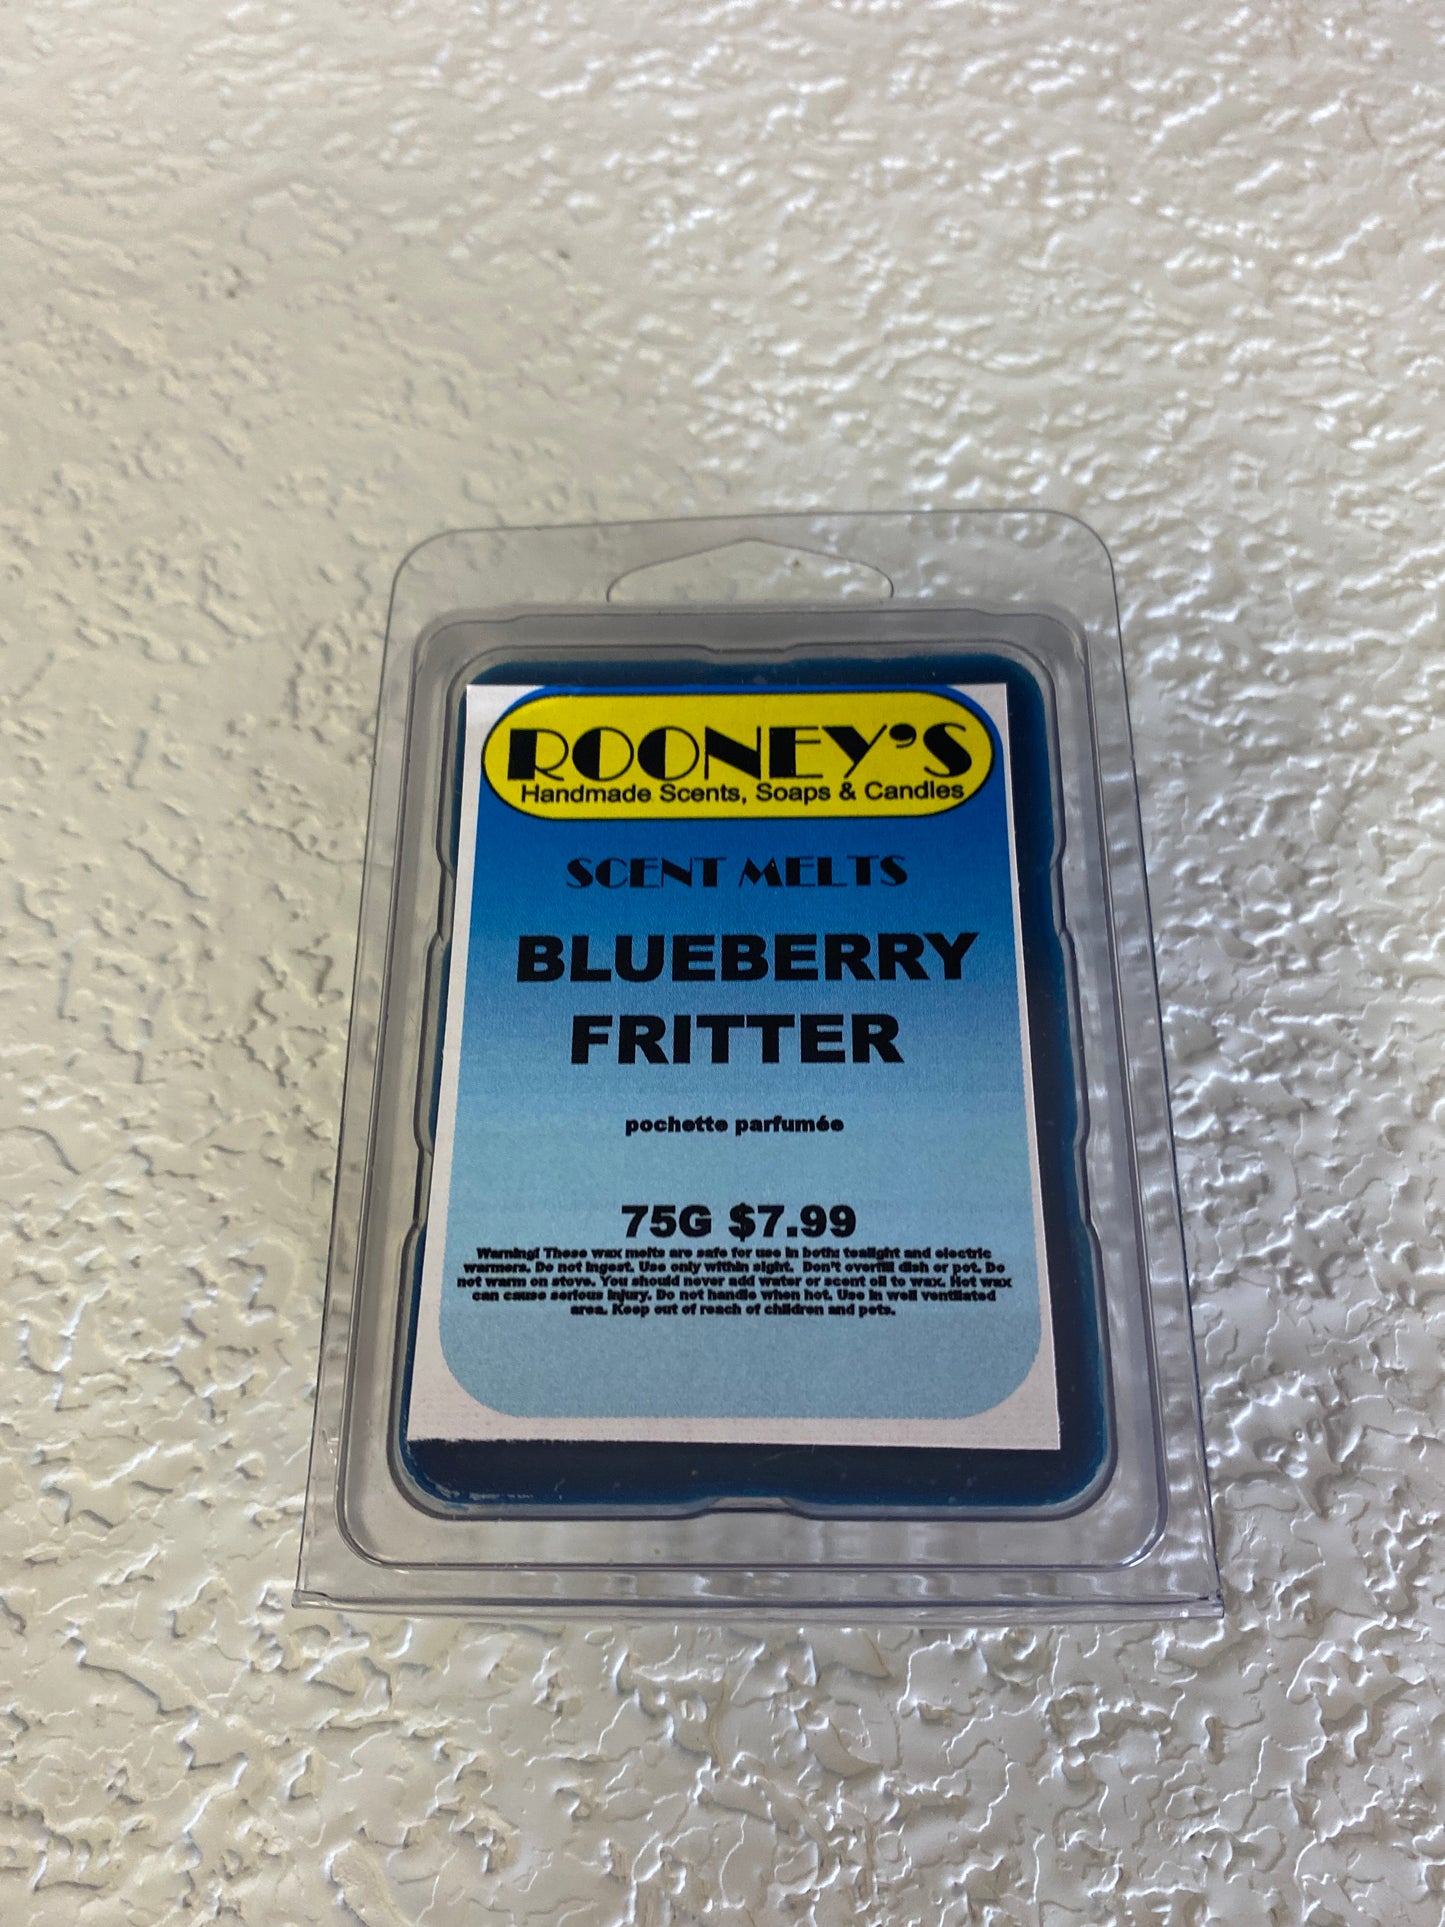 ROONEY'S
Handmade Scents, Soaps & Candles
SCENT MELTS
BLUEBERRY
FRITTER
pochette parfumée
75G $7.99
Warning! These wax melts are safe for use in both: tealight and electric
warmers. Do not ingest. Use only within sight. Don't overfill dish or pot. Do
not warm on stove. You should never add water or scent oil to wax. Hot wax
can cause serious injury. Do not handle when hot. Use in well ventilated
area. Keep out of reach of children and pets.